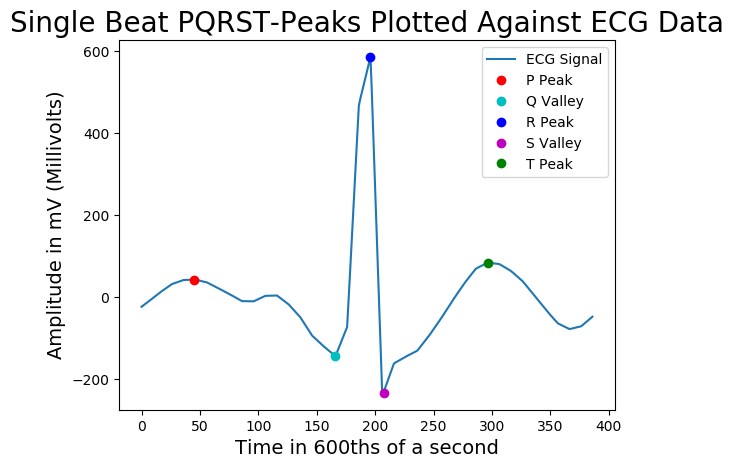 Single Beat PQRST-Peaks Plotted Against ECG Data
Amplitude in mV (Millivolts)
600
400
200
0
−200
ECG Signal
P Peak
Q Valley
R Peak
S Valley
T Peak
0 50 100 150 200 250 300 350 400
Time in 600ths of a second